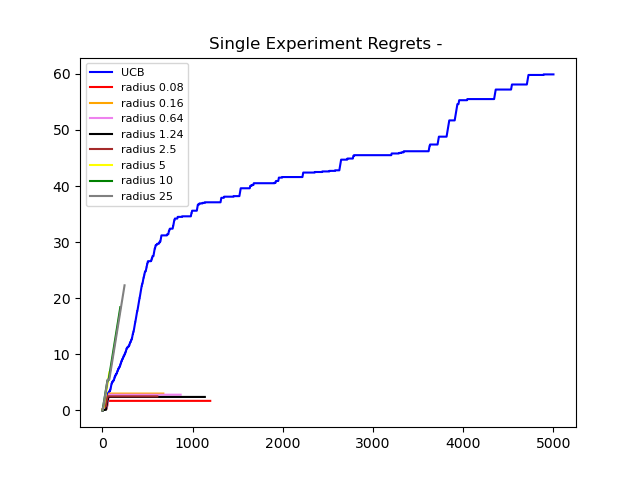 Single Experiment Regrets -
UCB
radius 0.08
radius 0.16
radius 0.64
radius 1.24
radius 2.5
radius 5
radius 10
radius 25
60
50
40
30
20
10
0
0 1000 2000 3000 4000 5000